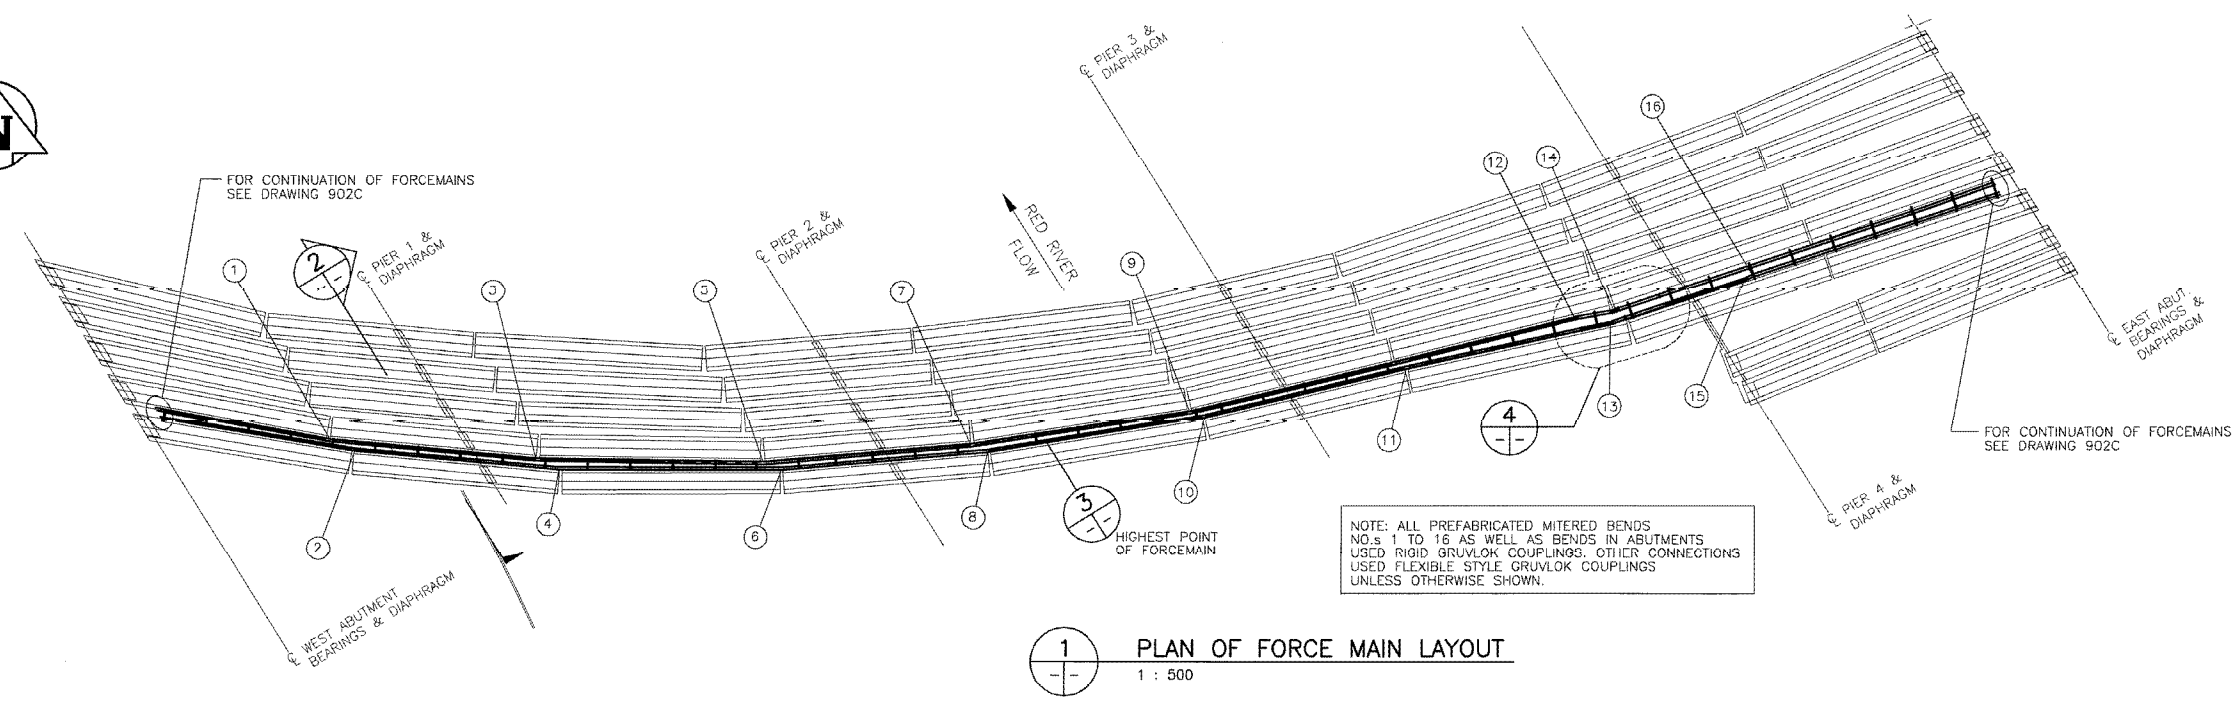 N
FOR CONTINUATION OF FORCEMAINS
SEE DRAWING 902C
1
2
℄ PIER 1 &
DIAPHRAGM
3
5
℄ PIER 2 &
DIAPHRAGM
7
RED RIVER
FLOW
9
℄ PIER 3 &
DIAPHRAGM
12
14
16
℄ EAST ABUT.
BEARINGS &
DIAPHRAGM
2
4
6
8
3
HIGHEST POINT
OF FORCEMAIN
10
11
4
13
15
FOR CONTINUATION OF FORCEMAINS
SEE DRAWING 902C
℄ PIER 4 &
DIAPHRAGM
℄ WEST ABUTMENT
BEARINGS & DIAPHRAGM
NOTE: ALL PREFABRICATED MITERED BENDS
NO.s 1 TO 16 AS WELL AS BENDS IN ABUTMENTS
USED RIGID GRUVLOK COUPLINGS. OTHER CONNECTIONS
USED FLEXIBLE STYLE GRUVLOK COUPLINGS
UNLESS OTHERWISE SHOWN.
1
PLAN OF FORCE MAIN LAYOUT
1 : 500